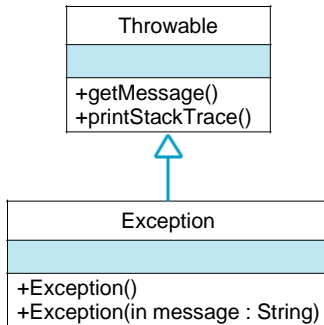 Throwable
+getMessage()
+printStackTrace()
Exception
+Exception()
+Exception(in message : String)